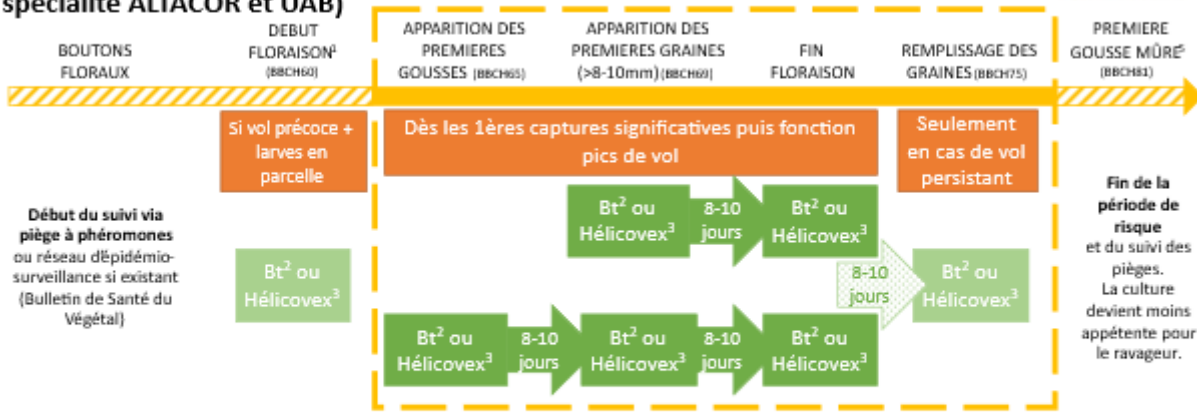 spécialité ALTACOR et UAB)
BOUTONS
FLORAUX
DEBUT
FLORAISON¹
(BBCH60)
APPARITION DES
PREMIERES
GOUSSES (BBCH65)
APPARITION DES
PREMIERES GRAINES
(>8-10mm)(BBCH69)
FIN
FLORAISON
REMPLISSAGE DES
GRAINES(BBCH75)
PREMIERE
GOUSSE MÛRE⁵
(BBCH81)
Si vol précoce +
larves en
parcelle
Dès les 1ères captures significatives puis fonction
pics de vol
Seulement
en cas de vol
persistant
Début du suivi via
piège à phéromones
ou réseau d'épidémio-
surveillance si existant
(Bulletin de Santé du
Végétal)
Bt² ou
Hélicovex³
Bt² ou
Hélicovex³
8-10
jours
Bt² ou
Hélicovex³
8-10
jours
Bt² ou
Hélicovex³
Bt² ou
Hélicovex³
8-10
jours
Bt² ou
Hélicovex³
8-10
jours
Bt² ou
Hélicovex³
Fin de la
période de
risque
et du suivi des
pièges.
La culture
devient moins
appétente pour
le ravageur.